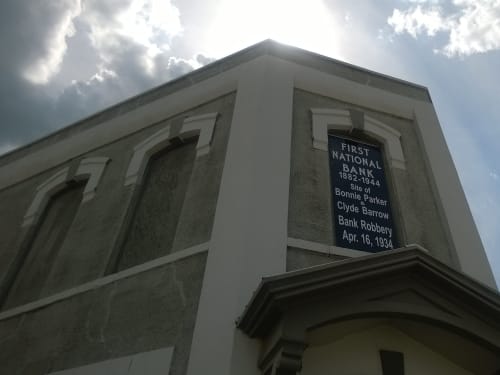 FIRST
NATIONAL
BANK
1882-1944
Site of
Bonnie Parker
&
Clyde Barrow
Bank Robbery
Apr. 16, 1934